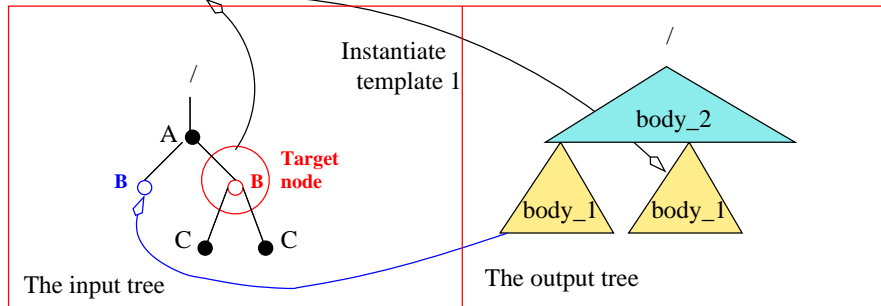 Instantiate
template 1
/
A
B
B
Target
node
C
C
The input tree
/
body_2
body_1
body_1
The output tree